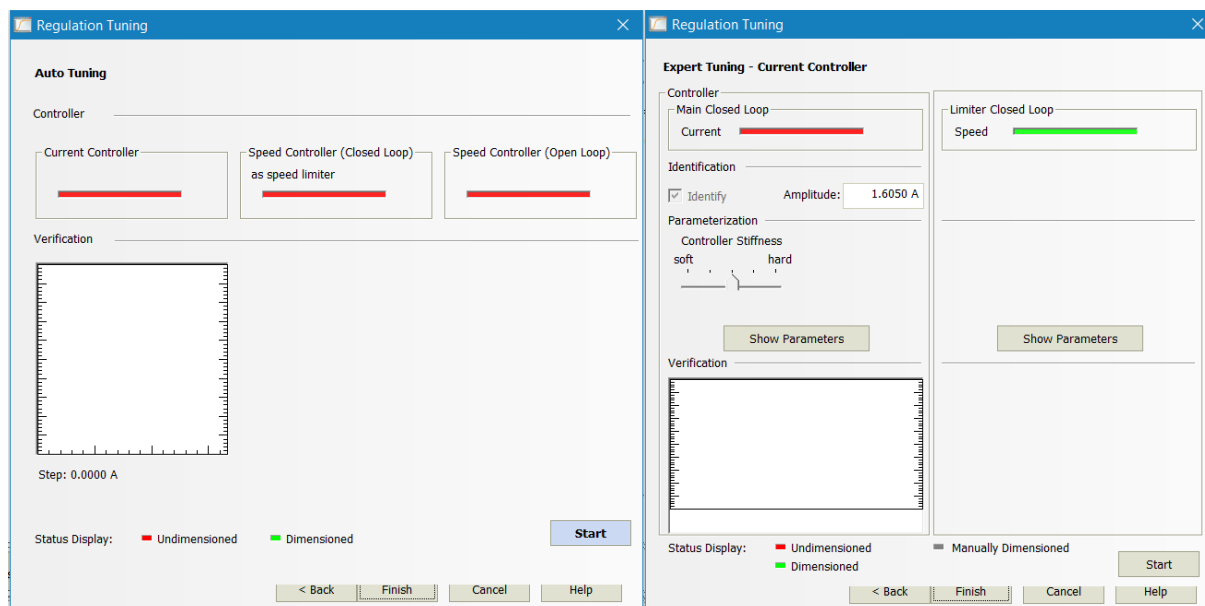 Regulation Tuning
Auto Tuning
Controller
Current Controller
Speed Controller (Closed Loop)
as speed limiter
Speed Controller (Open Loop)
Verification
Step: 0.0000 A
Status Display:
Undimensioned
Dimensioned
Start
< Back
Finish
Cancel
Help
Regulation Tuning
Expert Tuning - Current Controller
Controller
Main Closed Loop
Current
Limiter Closed Loop
Speed
Identification
Identify
Amplitude:
1.6050 A
Parameterization
Controller Stiffness
soft
hard
Show Parameters
Show Parameters
Verification
Status Display:
Undimensioned
Manually Dimensioned
Dimensioned
Start
< Back
Finish
Cancel
Help